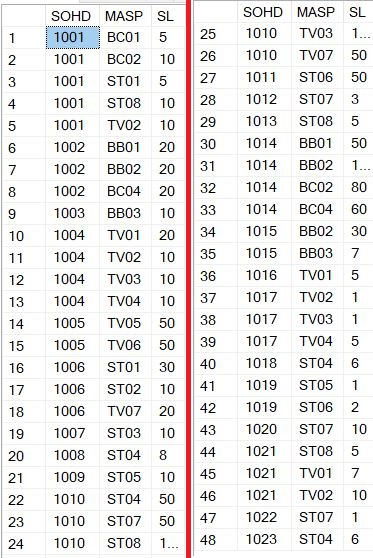 SOHD MASP SL
1 1001 BC01 5
2 1001 BC02 10
3 1001 ST01 5
4 1001 ST08 10
5 1001 TV02 10
6 1002 BB01 20
7 1002 BB02 20
8 1002 BC04 20
9 1003 BB03 10
10 1004 TV01 20
11 1004 TV02 10
12 1004 TV03 10
13 1004 TV04 10
14 1005 TV05 50
15 1005 TV06 50
16 1006 ST01 30
17 1006 ST02 10
18 1006 TV07 20
19 1007 ST03 10
20 1008 ST04 8
21 1009 ST05 10
22 1010 ST04 50
23 1010 ST07 50
24 1010 ST08 1...
SOHD MASP SL
25 1010 TV03 1...
26 1010 TV07 50
27 1011 ST06 50
28 1012 ST07 3
29 1013 ST08 5
30 1014 BB01 50
31 1014 BB02 1...
32 1014 BC02 80
33 1014 BC04 60
34 1015 BB02 30
35 1015 BB03 7
36 1016 TV01 5
37 1017 TV02 1
38 1017 TV03 1
39 1017 TV04 5
40 1018 ST04 6
41 1019 ST05 1
42 1019 ST06 2
43 1020 ST07 10
44 1021 ST08 5
45 1021 TV01 7
46 1021 TV02 10
47 1022 ST07 1
48 1023 ST04 6